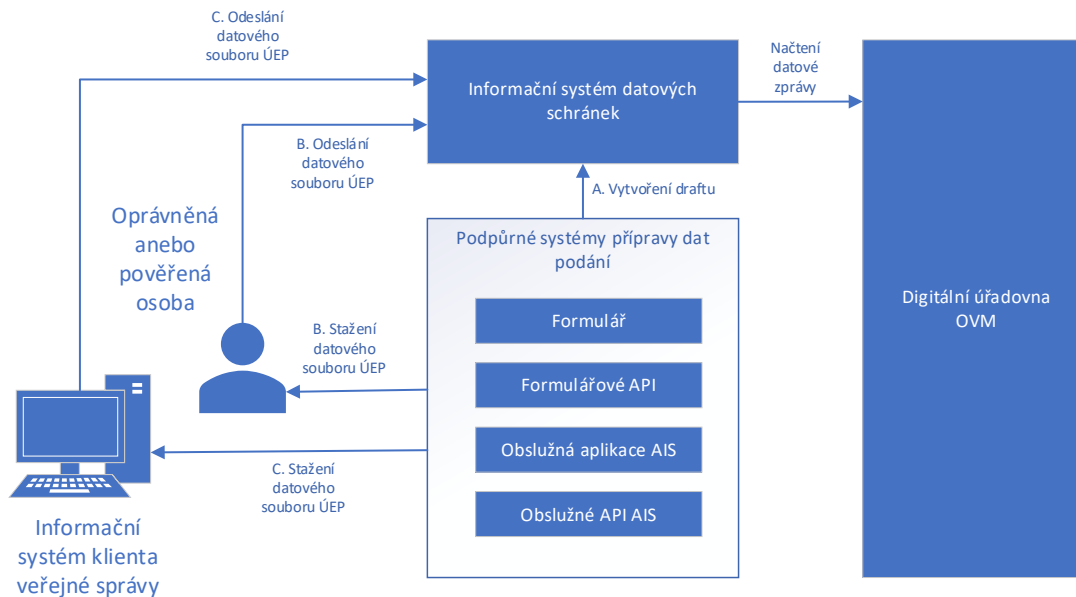 C. Odeslání
datového
souboru ÚEP
Informační systém datových
schránek
Načtení
datové
zprávy
B. Odeslání
datového
souboru ÚEP
A. Vytvoření draftu
Oprávněná
anebo
pověřená
osoba
Podpůrné systémy přípravy dat
podání
Formulář
Formulářové API
Obslužná aplikace AIS
Obslužné API AIS
Digitální úřadovna
OVM
B. Stažení
datového
souboru ÚEP
C. Stažení
datového
souboru ÚEP
Informační
systém klienta
veřejné správy